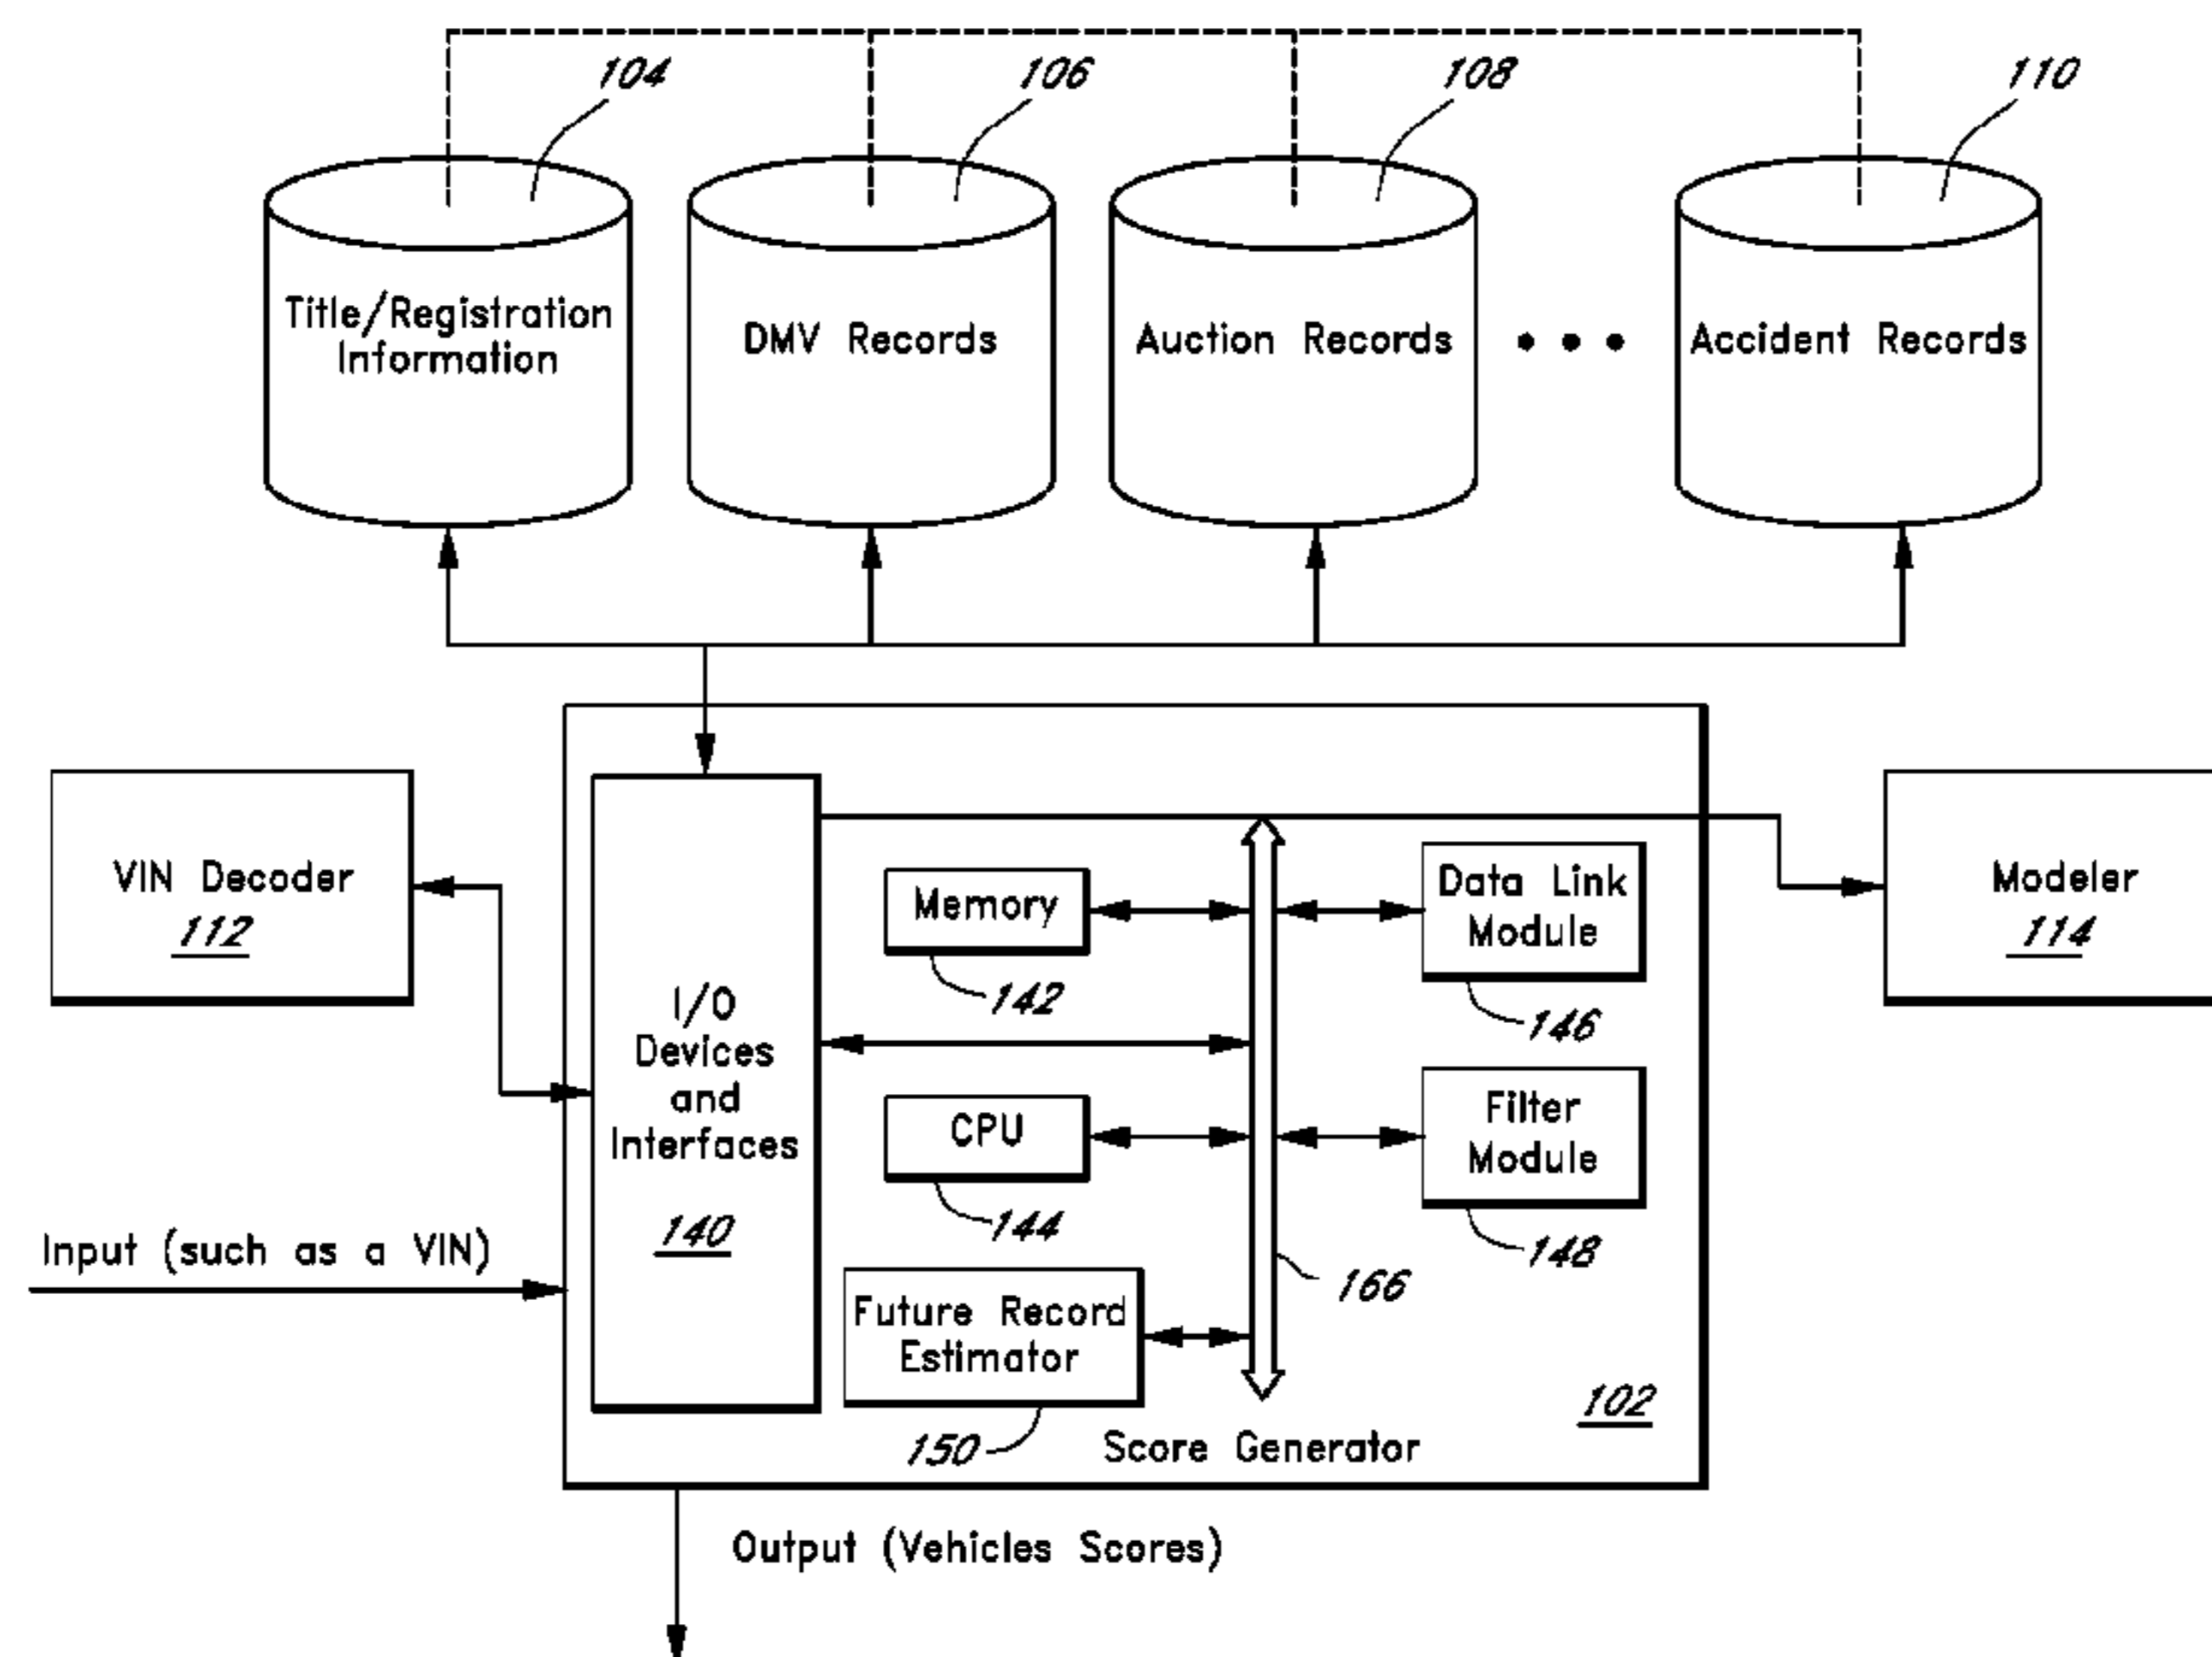 104
106
108
110
Title/Registration
Information
DMV Records
Auction Records
• • •
Accident Records
VIN Decoder
112
I/O
Devices
and
Interfaces
140
Memory
142
Data Link
Module
146
Modeler
114
CPU
144
Filter
Module
148
Input (such as a VIN)
Future Record
Estimator
150
166
102
Score Generator
Output (Vehicles Scores)